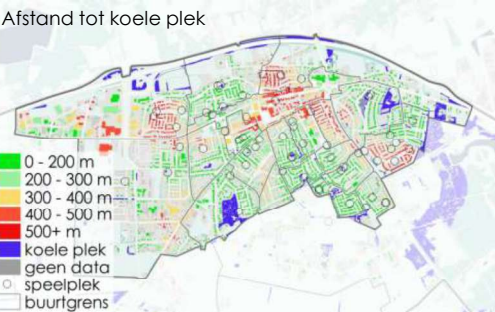 Afstand tot koele plek
0 - 200 m
200 - 300 m
300 - 400 m
400 - 500 m
500+ m
koele plek
geen data
speelplek
buurtgrens